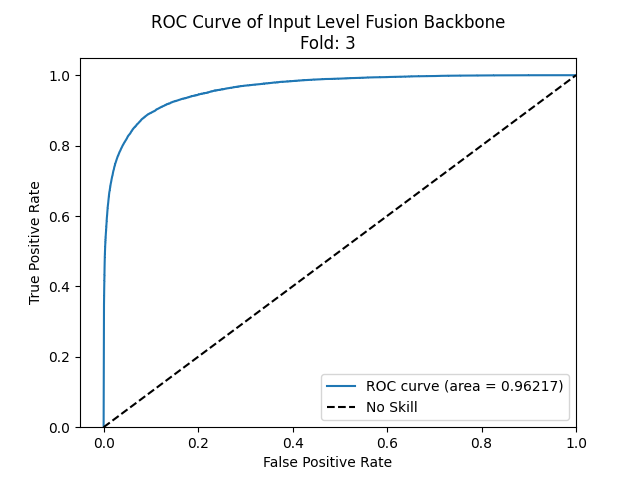 ROC Curve of Input Level Fusion Backbone
Fold: 3
1.0
0.8
0.6
0.4
0.2
0.0
True Positive Rate
ROC curve (area = 0.96217)
No Skill
0.0 0.2 0.4 0.6 0.8 1.0
False Positive Rate